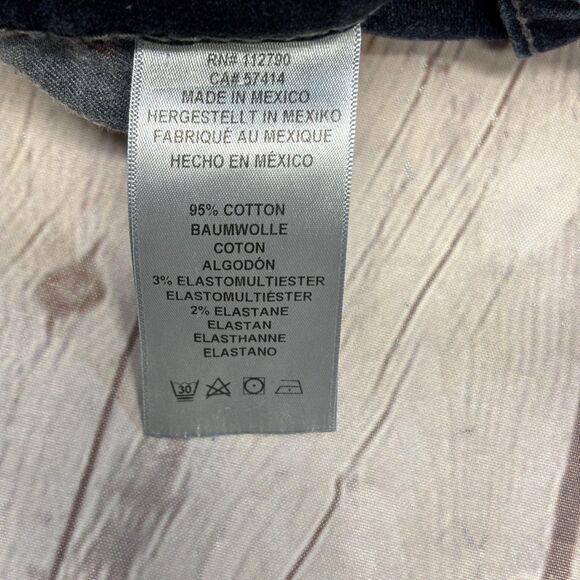 RN# 112790
CA# 57414
MADE IN MEXICO
HERGESTELLT IN MEXIKO
FABRIQUÉ AU MEXIQUE
HECHO EN MÉXICO
95% COTTON
BAUMWOLLE
COTON
ALGODÓN
3% ELASTOMULTIESTER
ELASTOMULTIÉSTER
2% ELASTANE
ELASTAN
ELASTHANNE
ELASTANO
30